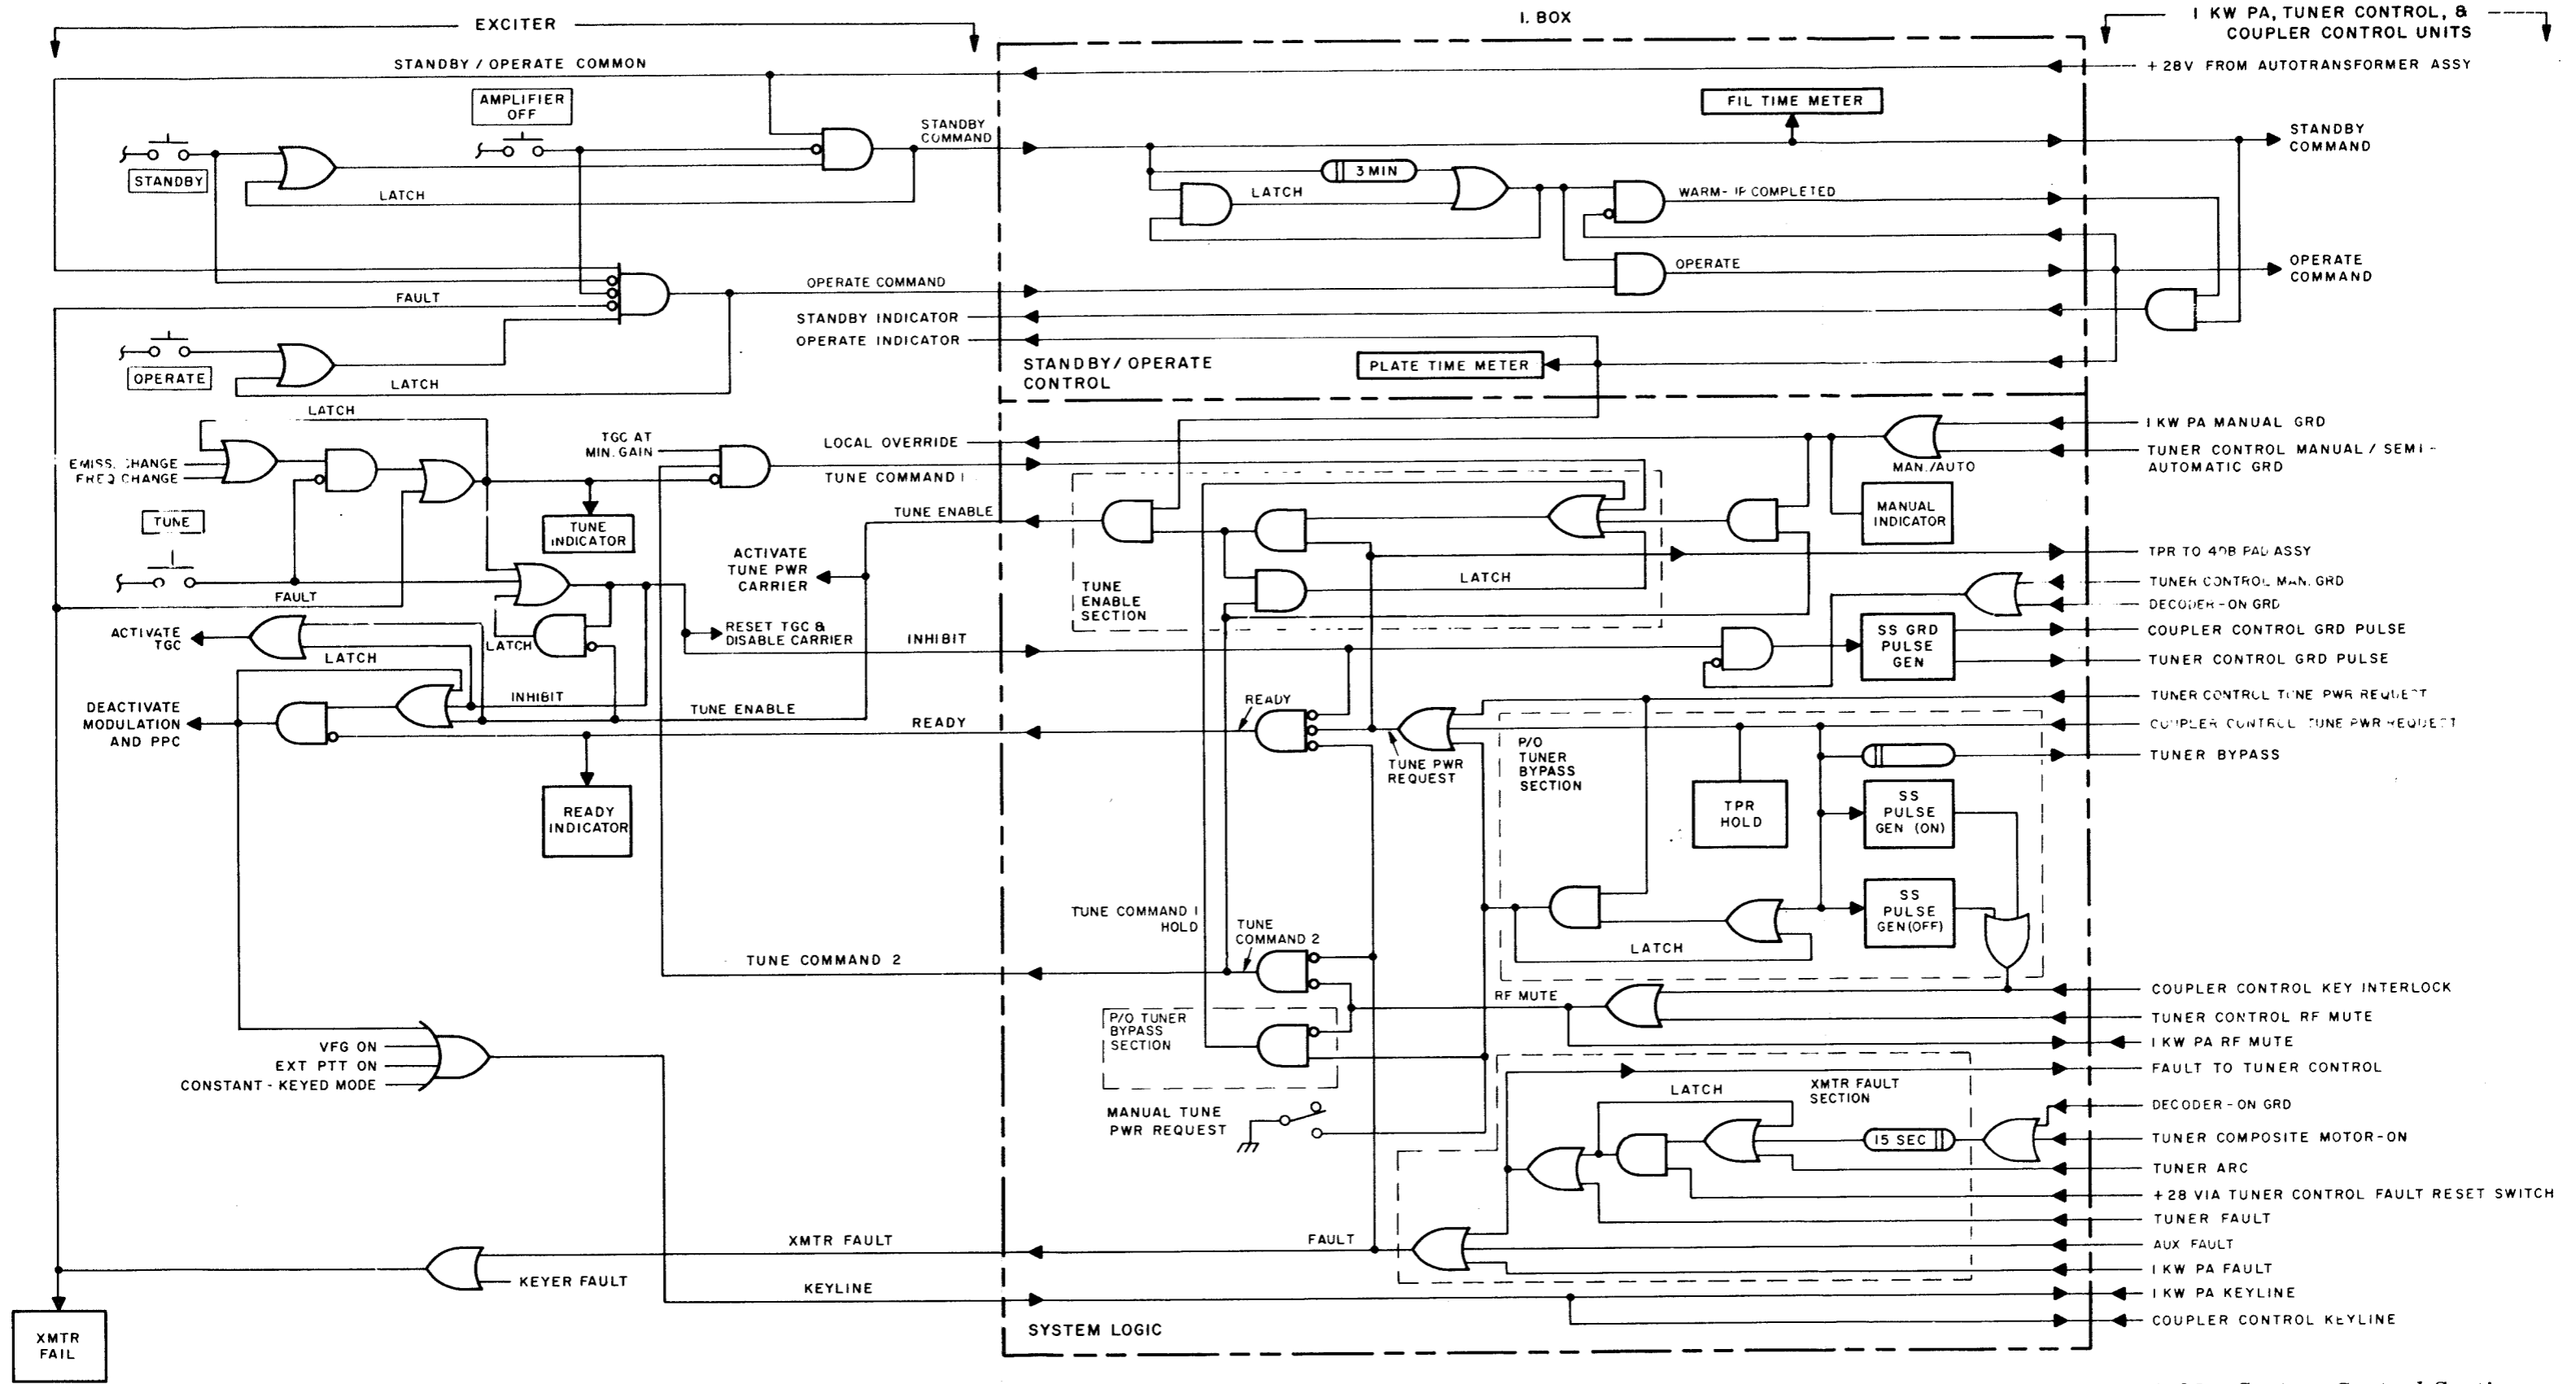 EXCITER
I. BOX
1 KW PA, TUNER CONTROL, &
COUPLER CONTROL UNITS
STANDBY / OPERATE COMMON
+28V FROM AUTOTRANSFORMER ASSY
AMPLIFIER
OFF
FIL TIME METER
STANDBY
COMMAND
STANDBY
COMMAND
STANDBY
3 MIN
LATCH
LATCH
WARM-UP COMPLETED
OPERATE
OPERATE
COMMAND
OPERATE COMMAND
FAULT
STANDBY INDICATOR
OPERATE INDICATOR
OPERATE
LATCH
STANDBY/OPERATE
CONTROL
PLATE TIME METER
LATCH
EMISS. CHANGE
FREQ CHANGE
TGC AT
MIN. GAIN
LOCAL OVERRIDE
TUNE COMMAND 1
MAN./AUTO
1 KW PA MANUAL GRD
TUNER CONTROL MANUAL / SEMI-
AUTOMATIC GRD
TUNE
TUNE
INDICATOR
TUNE ENABLE
MANUAL
INDICATOR
ACTIVATE
TUNE PWR
CARRIER
LATCH
TUNE
ENABLE
SECTION
TPR TO 4DB PAD ASSY
TUNER CONTROL MAN. GRD
DECODER-ON GRD
FAULT
ACTIVATE
TGC
LATCH
RESET TGC &
DISABLE CARRIER
INHIBIT
SS GRD
PULSE
GEN
COUPLER CONTROL GRD PULSE
TUNER CONTROL GRD PULSE
LATCH
INHIBIT
DEACTIVATE
MODULATION
AND PPC
TUNE ENABLE
READY
READY
TUNE PWR
REQUEST
P/O
TUNER
BYPASS
SECTION
TUNER CONTROL TUNE PWR REQUEST
COUPLER CONTROL TUNE PWR REQUEST
TUNER BYPASS
READY
INDICATOR
TPR
HOLD
SS
PULSE
GEN (ON)
SS
PULSE
GEN(OFF)
LATCH
TUNE COMMAND 1
HOLD
TUNE
COMMAND 2
TUNE COMMAND 2
RF MUTE
COUPLER CONTROL KEY INTERLOCK
TUNER CONTROL RF MUTE
1 KW PA RF MUTE
P/O TUNER
BYPASS
SECTION
VFG ON
EXT PTT ON
CONSTANT-KEYED MODE
FAULT TO TUNER CONTROL
LATCH
XMTR FAULT
SECTION
MANUAL TUNE
PWR REQUEST
15 SEC
DECODER-ON GRD
TUNER COMPOSITE MOTOR-ON
TUNER ARC
+28 VIA TUNER CONTROL FAULT RESET SWITCH
TUNER FAULT
AUX FAULT
1 KW PA FAULT
XMTR FAULT
FAULT
KEYER FAULT
KEYLINE
1 KW PA KEYLINE
COUPLER CONTROL KEYLINE
XMTR
FAIL
SYSTEM LOGIC